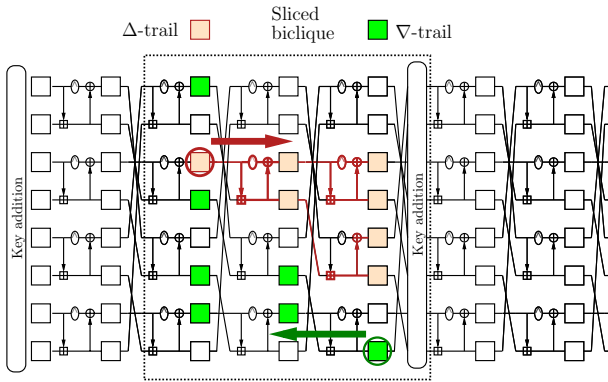 Δ-trail
Sliced
biclique
∇-trail
Key addition
Key addition